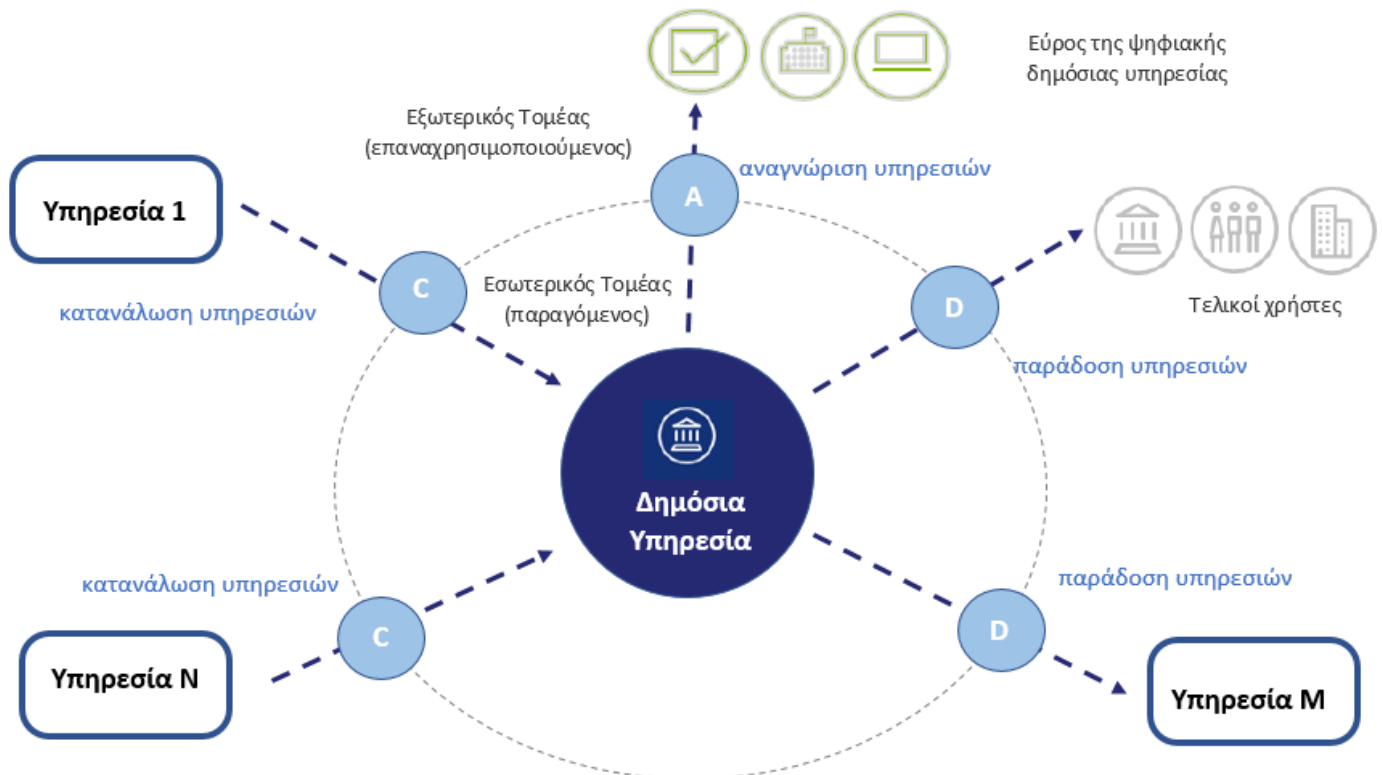 Εύρος της ψηφιακής
δημόσιας υπηρεσίας
Εξωτερικός Τομέας
(επαναχρησιμοποιούμενος)
A
αναγνώριση υπηρεσιών
Υπηρεσία 1
C
Εσωτερικός Τομέας
(παραγόμενος)
D
Τελικοί χρήστες
κατανάλωση υπηρεσιών
παράδοση υπηρεσιών
Δημόσια
Υπηρεσία
κατανάλωση υπηρεσιών
παράδοση υπηρεσιών
C
D
Υπηρεσία Ν
Υπηρεσία Μ